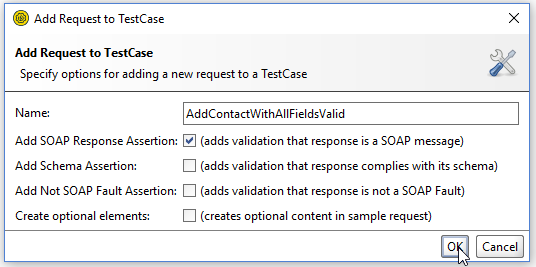 Add Request to TestCase
Add Request to TestCase
Specify options for adding a new request to a TestCase
Name: AddContactWithAllFieldsValid
Add SOAP Response Assertion: (adds validation that response is a SOAP message)
Add Schema Assertion: (adds validation that response complies with its schema)
Add Not SOAP Fault Assertion: (adds validation that response is not a SOAP Fault)
Create optional elements: (creates optional content in sample request)
OK Cancel